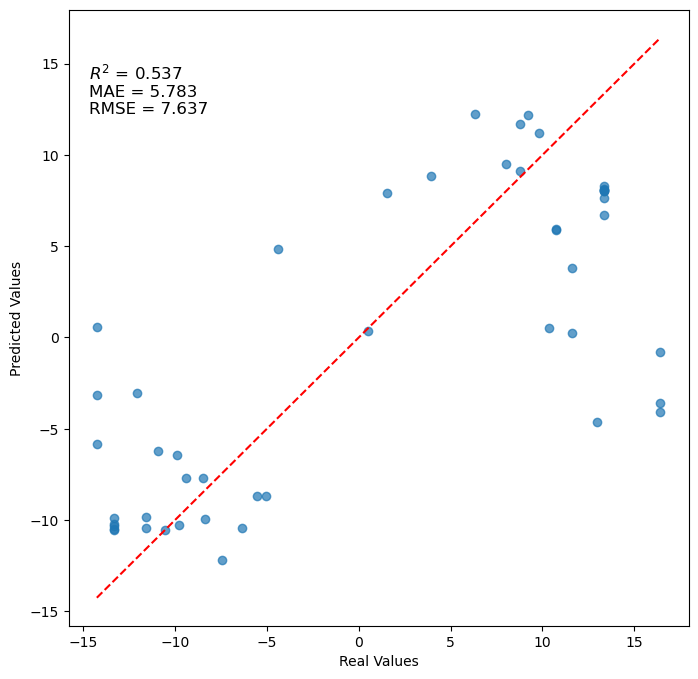 R² = 0.537
MAE = 5.783
RMSE = 7.637
15
10
5
0
−5
−10
−15
Predicted Values
−15
−10
−5
0
5
10
15
Real Values